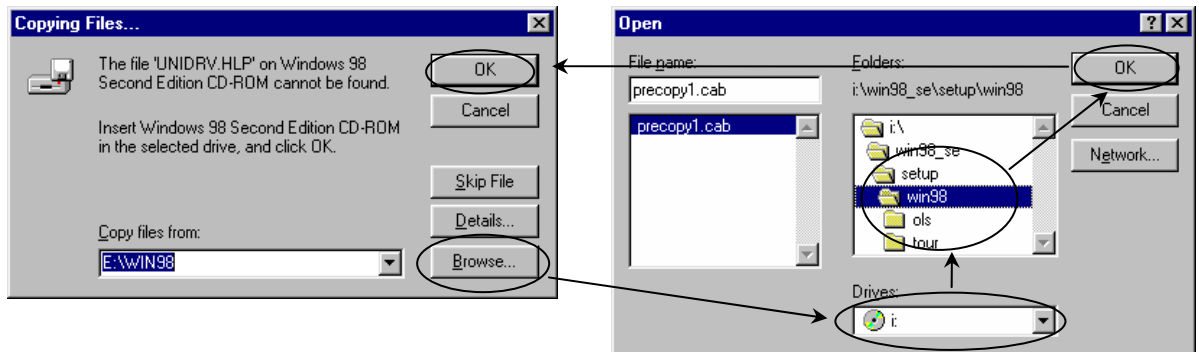 Copying Files...
The file 'UNIDRV.HLP' on Windows 98
Second Edition CD-ROM cannot be found.
Insert Windows 98 Second Edition CD-ROM
in the selected drive, and click OK.
OK
Cancel
Skip File
Details...
Copy files from:
E:\WIN98
Browse...
Open
File name:
precopy1.cab
precopy1.cab
Folders:
i:\win98_se\setup\win98
i:\
win98_se
setup
win98
ols
tour
Drives:
i:
OK
Cancel
Network...